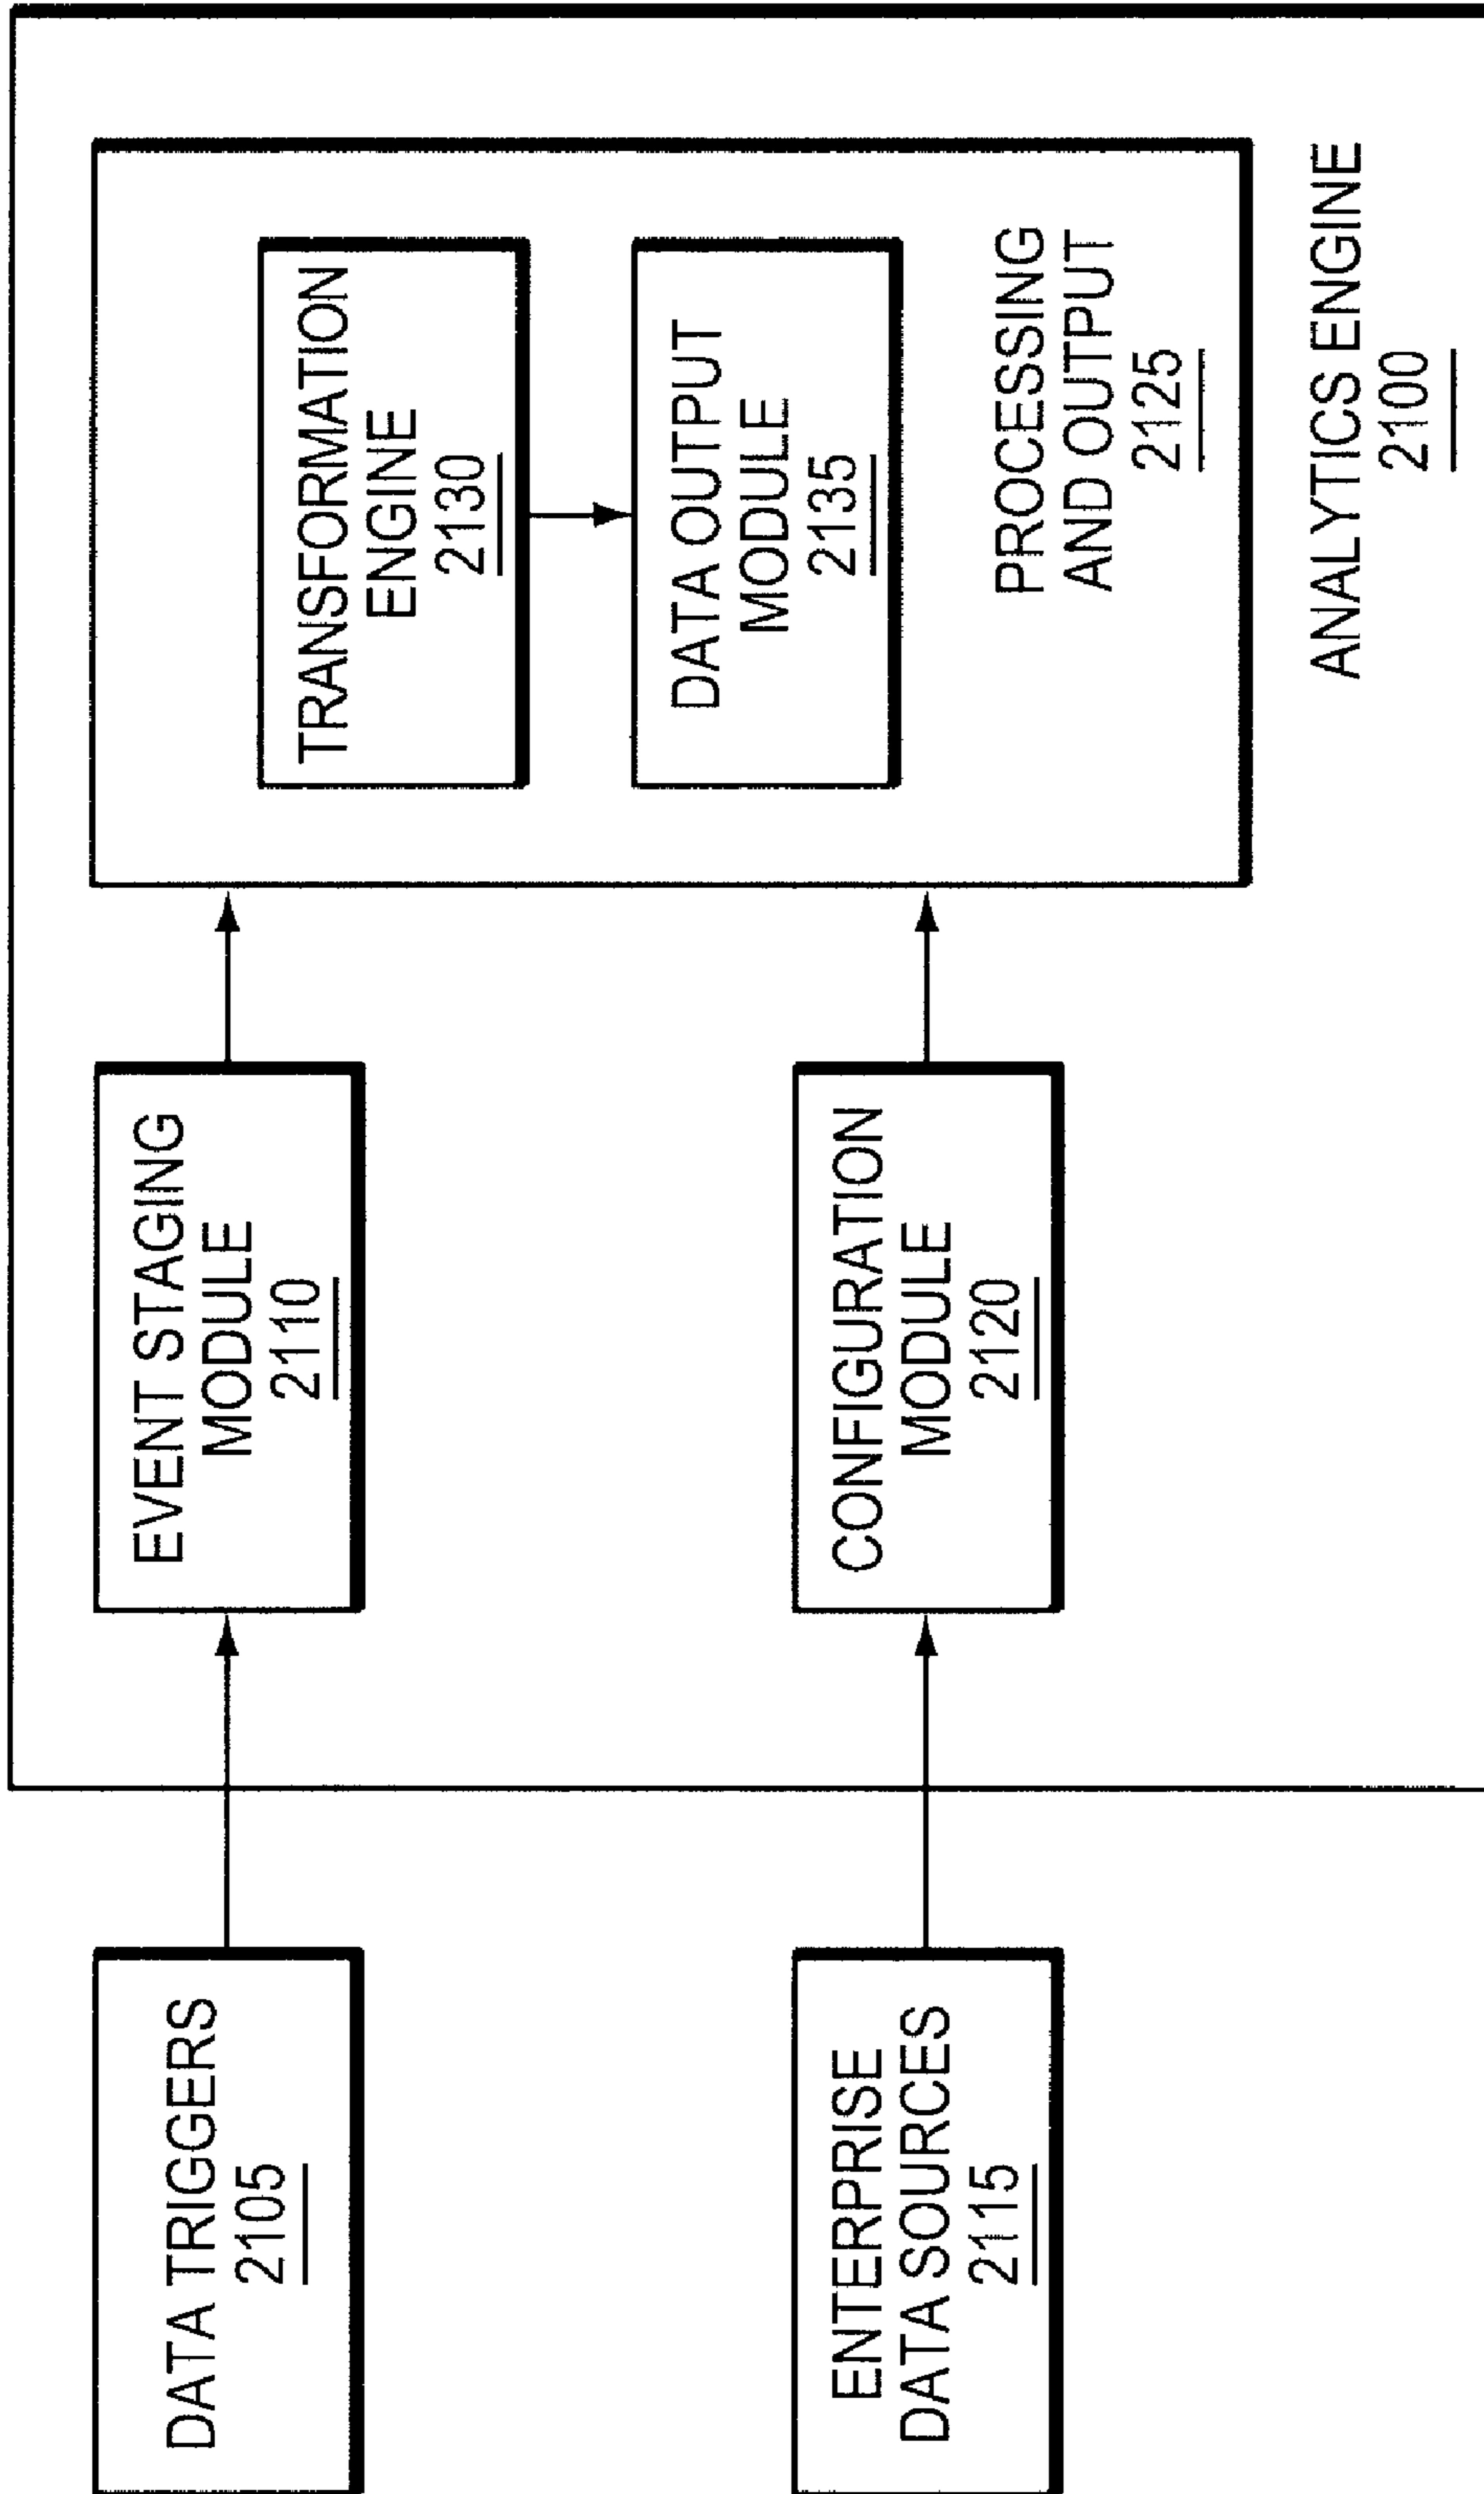 DATA TRIGGERS
2105
EVENT STAGING
MODULE
2110
TRANSFORMATION
ENGINE
2130
DATA OUTPUT
MODULE
2135
ENTERPRISE
DATA SOURCES
2115
CONFIGURATION
MODULE
2120
PROCESSING
AND OUTPUT
2125
ANALYTICS ENGINE
2100